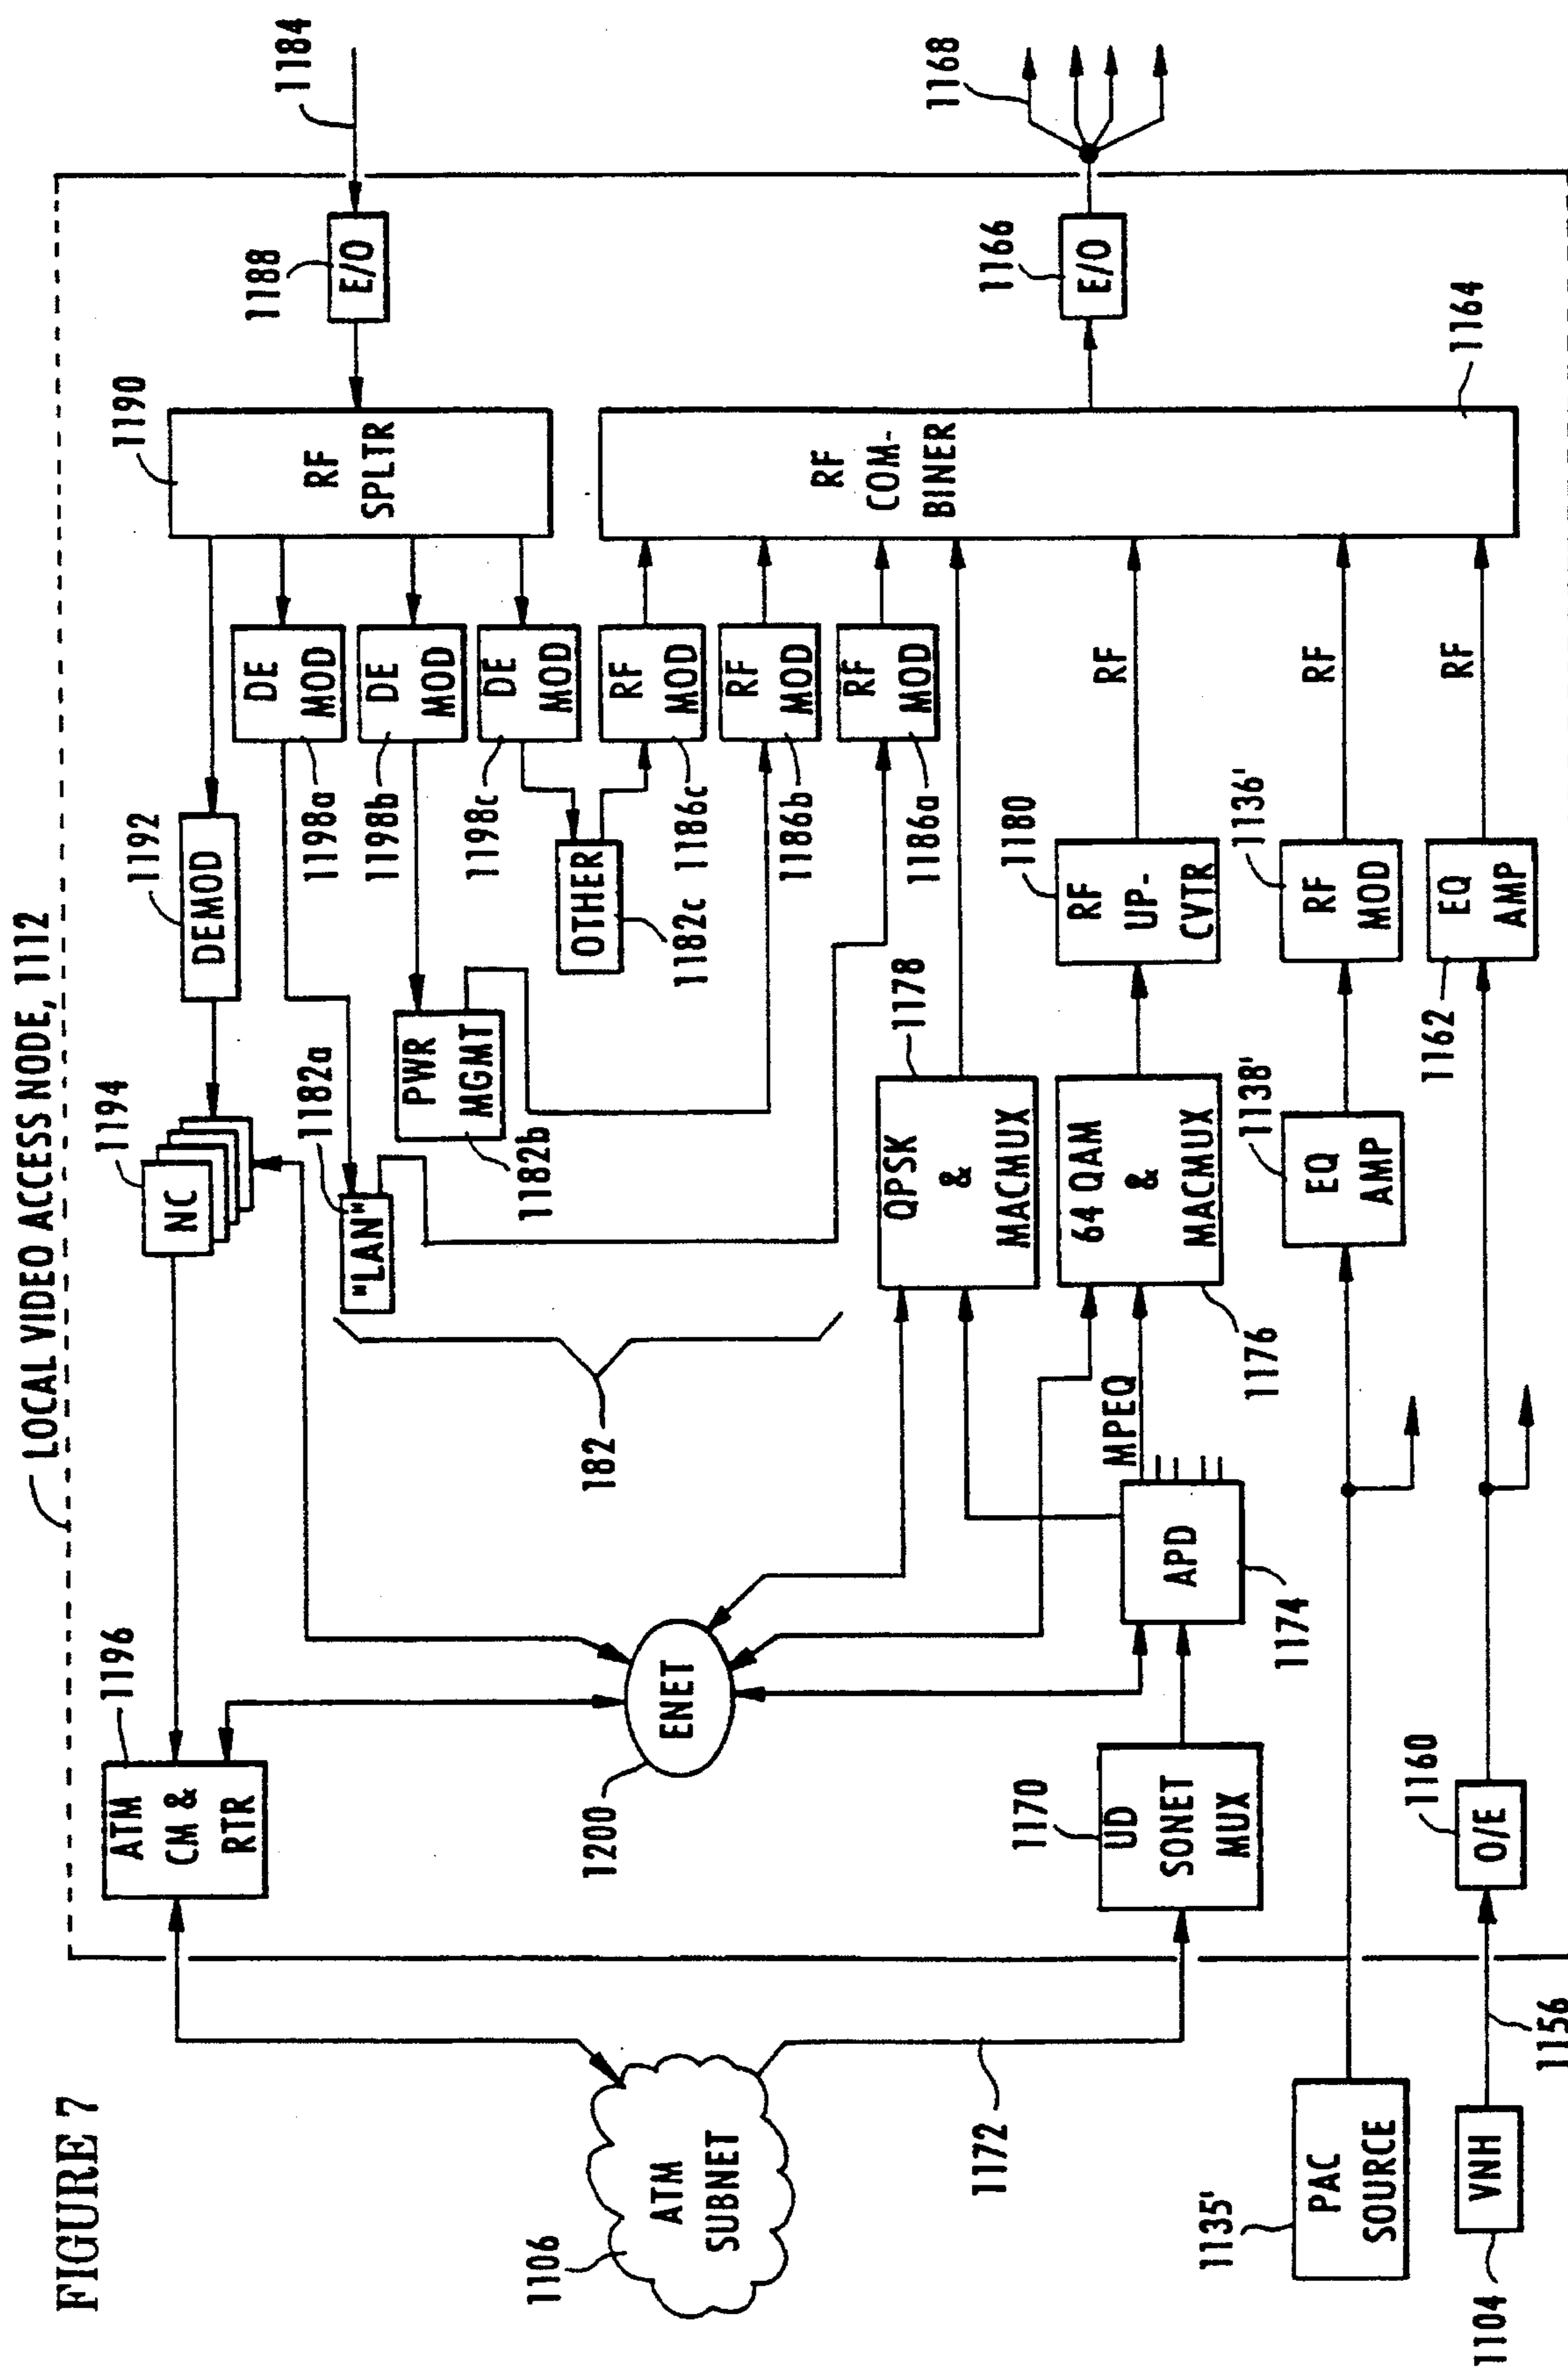 FIGURE 7
LOCAL VIDEO ACCESS NODE, 1112
1196
ATM
CM &
RTR
1194
NC
1192
DEMOD
1190
RF
SPLTR
1188
E/O
1184
1182a
"LAN"
1198a
DE
MOD
PWR
MGMT
1182b
1198b
DE
MOD
1198c
DE
MOD
OTHER
1182c
1186c
RF
MOD
1186b
RF
MOD
1186a
RF
MOD
182
ENET
1200
1106
ATM
SUBNET
1172
1178
QPSK
&
MACMUX
64 QAM
&
MACMUX
1176
MPEQ
APD
1174
1170
UD
SONET
MUX
1180
RF
UP-
CVTR
RF
RF
COM-
BINER
1164
1166
E/O
1168
1135'
PAC
SOURCE
1138'
EQ
AMP
1136'
RF
MOD
RF
1104
VNH
1156
1160
O/E
1162
EQ
AMP
RF